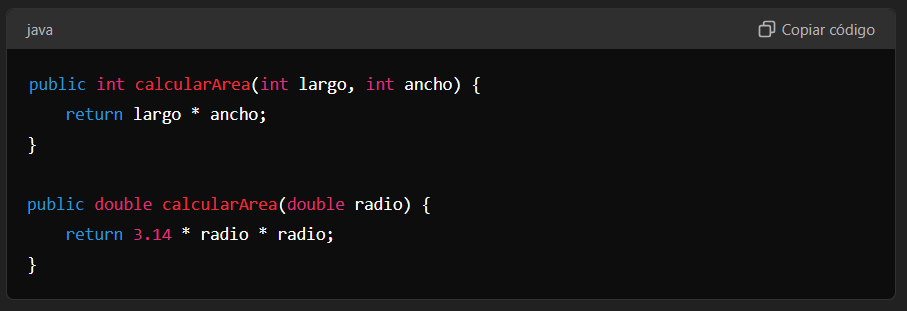 java
Copiar código
public int calcularArea(int largo, int ancho) {
    return largo * ancho;
}
public double calcularArea(double radio) {
    return 3.14 * radio * radio;
}